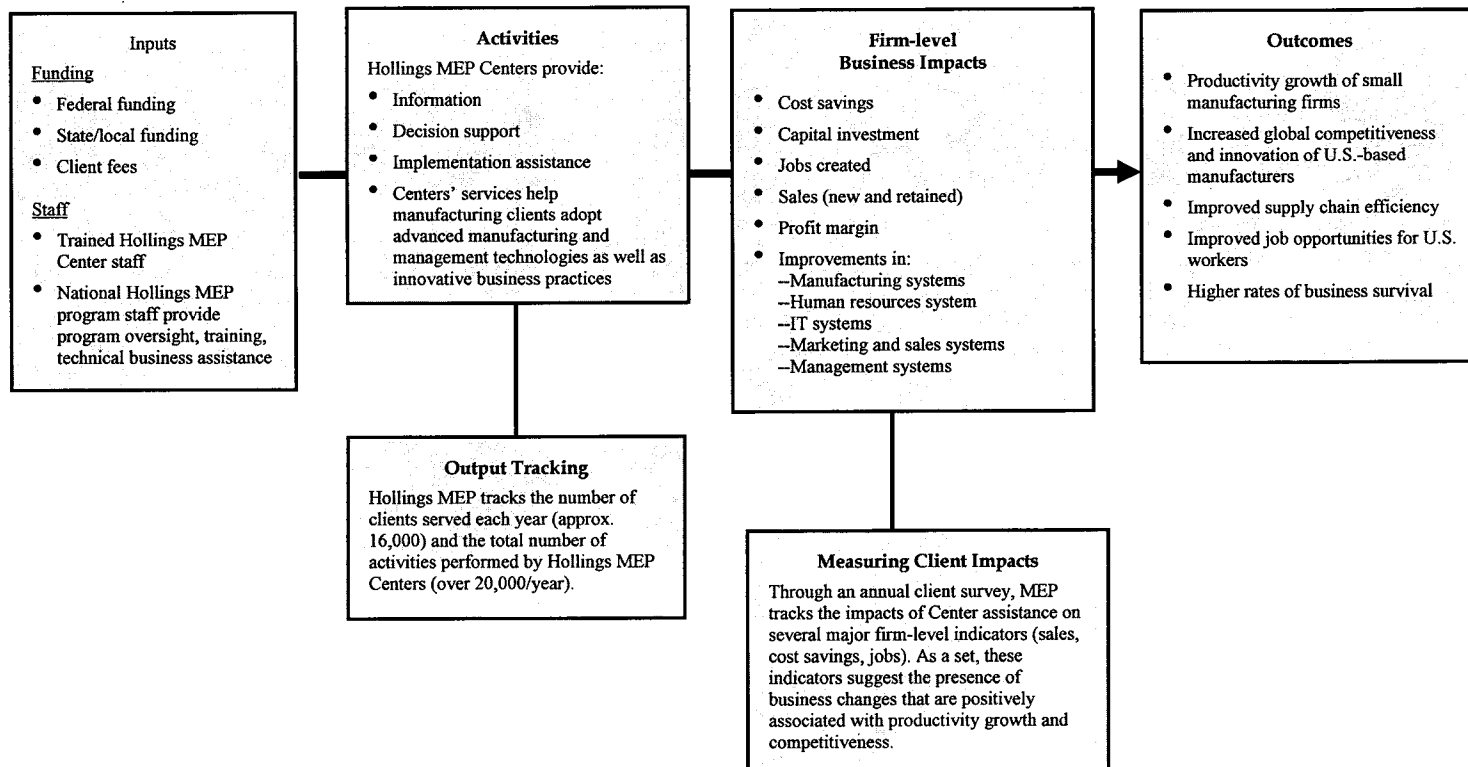 Inputs
Funding
• Federal funding
• State/local funding
• Client fees
Staff
• Trained Hollings MEP
Center staff
• National Hollings MEP
program staff provide
program oversight, training,
technical business assistance
Activities
Hollings MEP Centers provide:
• Information
• Decision support
• Implementation assistance
• Centers' services help
manufacturing clients adopt
advanced manufacturing and
management technologies as well as
innovative business practices
Firm-level
Business Impacts
• Cost savings
• Capital investment
• Jobs created
• Sales (new and retained)
• Profit margin
• Improvements in:
--Manufacturing systems
--Human resources system
--IT systems
--Marketing and sales systems
--Management systems
Outcomes
• Productivity growth of small
manufacturing firms
• Increased global competitiveness
and innovation of U.S.-based
manufacturers
• Improved supply chain efficiency
• Improved job opportunities for U.S.
workers
• Higher rates of business survival
Output Tracking
Hollings MEP tracks the number of
clients served each year (approx.
16,000) and the total number of
activities performed by Hollings MEP
Centers (over 20,000/year).
Measuring Client Impacts
Through an annual client survey, MEP
tracks the impacts of Center assistance on
several major firm-level indicators (sales,
cost savings, jobs). As a set, these
indicators suggest the presence of
business changes that are positively
associated with productivity growth and
competitiveness.